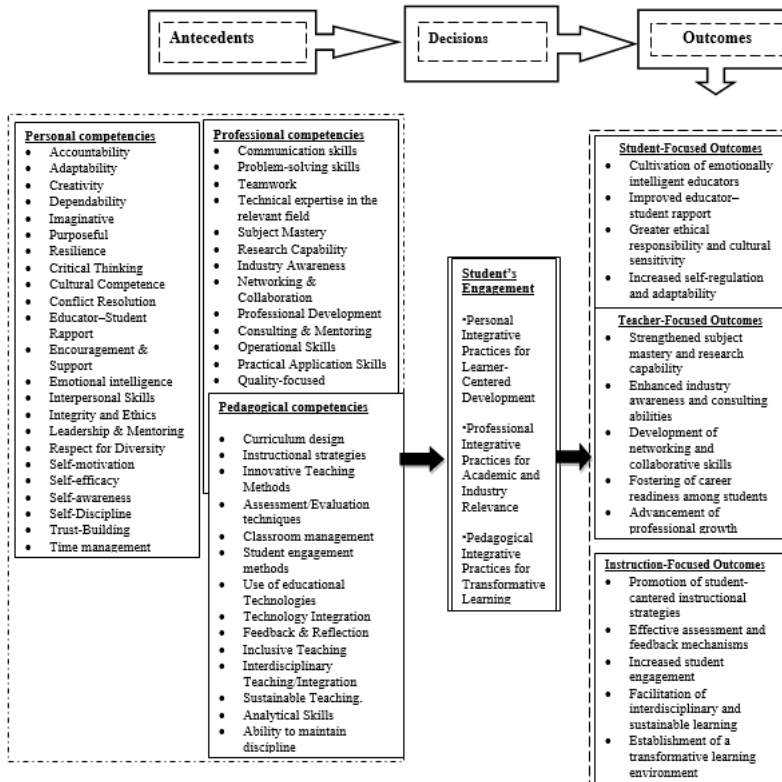 Antecedents
Decisions
Outcomes
Personal competencies
• Accountability
• Adaptability
• Creativity
• Dependability
• Imaginative
• Purposeful
• Resilience
• Critical Thinking
• Cultural Competence
• Conflict Resolution
• Educator–Student
Rapport
• Encouragement &
Support
• Emotional intelligence
• Interpersonal Skills
• Integrity and Ethics
• Leadership & Mentoring
• Respect for Diversity
• Self-motivation
• Self-efficacy
• Self-awareness
• Self-Discipline
• Trust-Building
• Time management
Professional competencies
• Communication skills
• Problem-solving skills
• Teamwork
• Technical expertise in the
relevant field
• Subject Mastery
• Research Capability
• Industry Awareness
• Networking &
Collaboration
• Professional Development
• Consulting & Mentoring
• Operational Skills
• Practical Application Skills
• Quality-focused
Pedagogical competencies
• Curriculum design
• Instructional strategies
• Innovative Teaching
Methods
• Assessment/Evaluation
techniques
• Classroom management
• Student engagement
methods
• Use of educational
Technologies
• Technology Integration
• Feedback & Reflection
• Inclusive Teaching
• Interdisciplinary
Teaching/Integration
• Sustainable Teaching.
• Analytical Skills
• Ability to maintain
discipline
Student's
Engagement
•Personal
Integrative
Practices for
Learner-
Centered
Development
•Professional
Integrative
Practices for
Academic and
Industry
Relevance
•Pedagogical
Integrative
Practices for
Transformative
Learning
Student-Focused Outcomes
• Cultivation of emotionally
intelligent educators
• Improved educator–
student rapport
• Greater ethical
responsibility and cultural
sensitivity
• Increased self-regulation
and adaptability
Teacher-Focused Outcomes
• Strengthened subject
mastery and research
capability
• Enhanced industry
awareness and consulting
abilities
• Development of
networking and
collaborative skills
• Fostering of career
readiness among students
• Advancement of
professional growth
Instruction-Focused Outcomes
• Promotion of student-
cantered instructional
strategies
• Effective assessment and
feedback mechanisms
• Increased student
engagement
• Facilitation of
interdisciplinary and
sustainable learning
• Establishment of a
transformative learning
environment